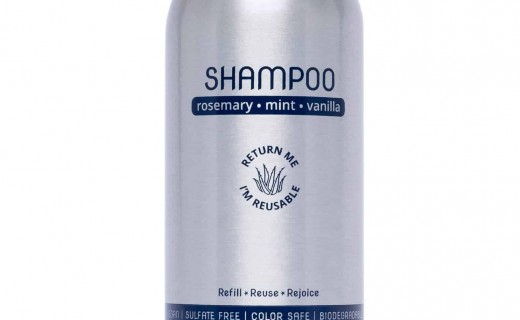 SHAMPOO
rosemary • mint • vanilla
RETURN ME
I'M REUSABLE
Refill • Reuse • Rejoice
| SULFATE FREE | COLOR SAFE |